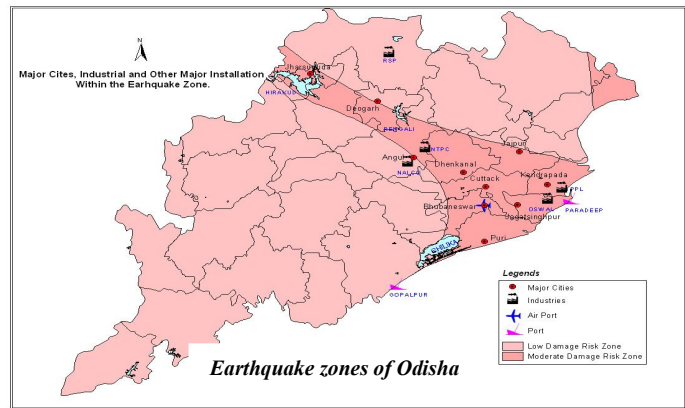 N
Major Cites, Industrial and Other Major Installation
Within the Earhquake Zone.
RSP
Jharsuguda
HIRAKUD
Deogarh
RENGALI
NTPC
Jajpur
Angul
NALCO
Dhenkanal
Kendrapada
Cuttack
PPL
Bhubaneswar
OSWAL
PARADEEP
Jagatsinghpur
Puri
CHILIKA
GOPALPUR
Legends
Major Cities
Industries
Air Port
Port
Low Damage Risk Zone
Moderate Damage Risk Zone
Earthquake zones of Odisha